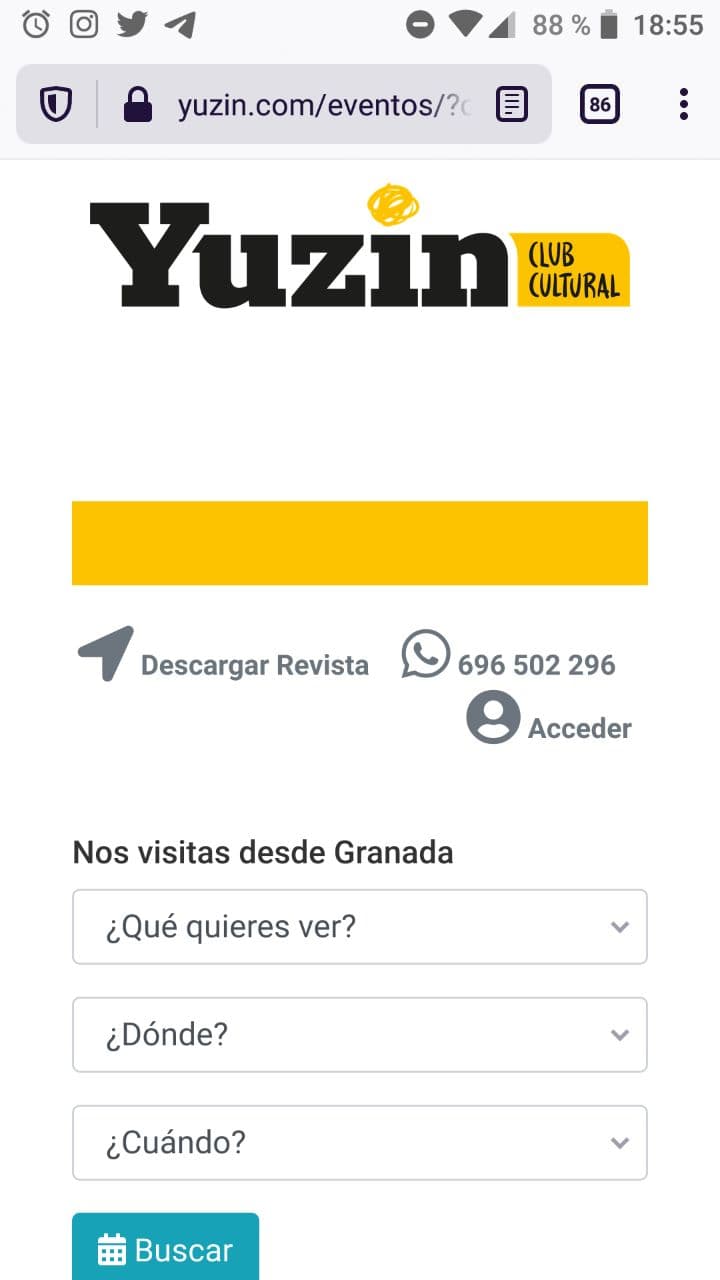 88 % 18:55
yuzin.com/eventos/?
86
Yuzin
CLUB
CULTURAL
Descargar Revista 696 502 296
Acceder
Nos visitas desde Granada
¿Qué quieres ver?
¿Dónde?
¿Cuándo?
Buscar